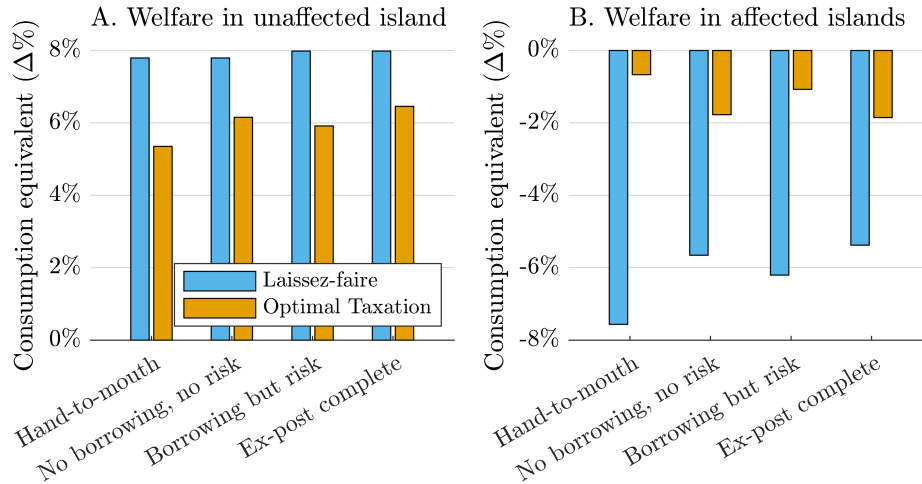 A. Welfare in unaffected island
Consumption equivalent (Δ%)
8%
6%
4%
2%
0%
Laissez-faire
Optimal Taxation
Hand-to-mouth
No borrowing, no risk
Borrowing but risk
Ex-post complete
B. Welfare in affected islands
Consumption equivalent (Δ%)
0%
-2%
-4%
-6%
-8%
Hand-to-mouth
No borrowing, no risk
Borrowing but risk
Ex-post complete